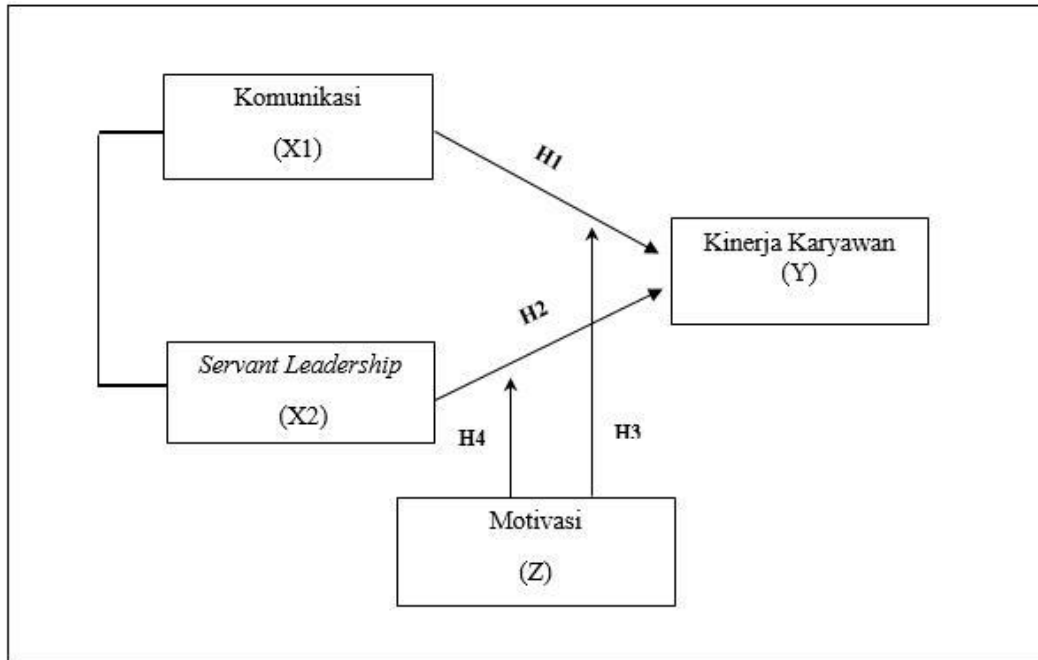 Komunikasi
(X1)
H1
Kinerja Karyawan
(Y)
H2
Servant Leadership
(X2)
H4
H3
Motivasi
(Z)